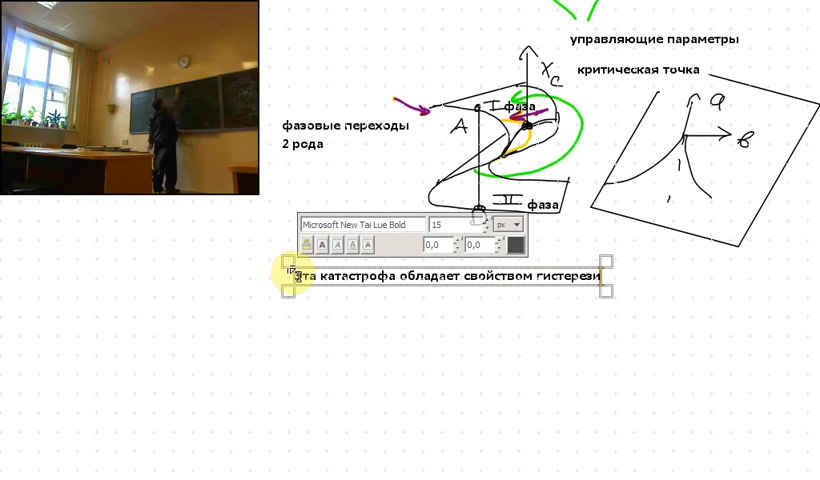 управляющие параметры
критическая точка
X_c
a
в
I фаза
A
фазовые переходы
2 рода
II фаза
Microsoft New Tai Lue Bold
15
px
A A A A
0,0
0,0
Эта катастрофа обладает свойством гистерези